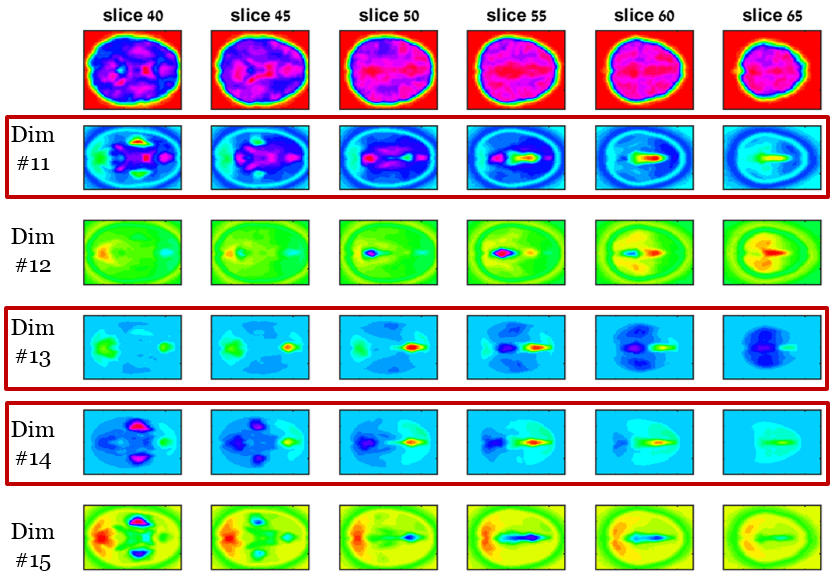 slice 40 slice 45 slice 50 slice 55 slice 60 slice 65
Dim
#11
Dim
#12
Dim
#13
Dim
#14
Dim
#15